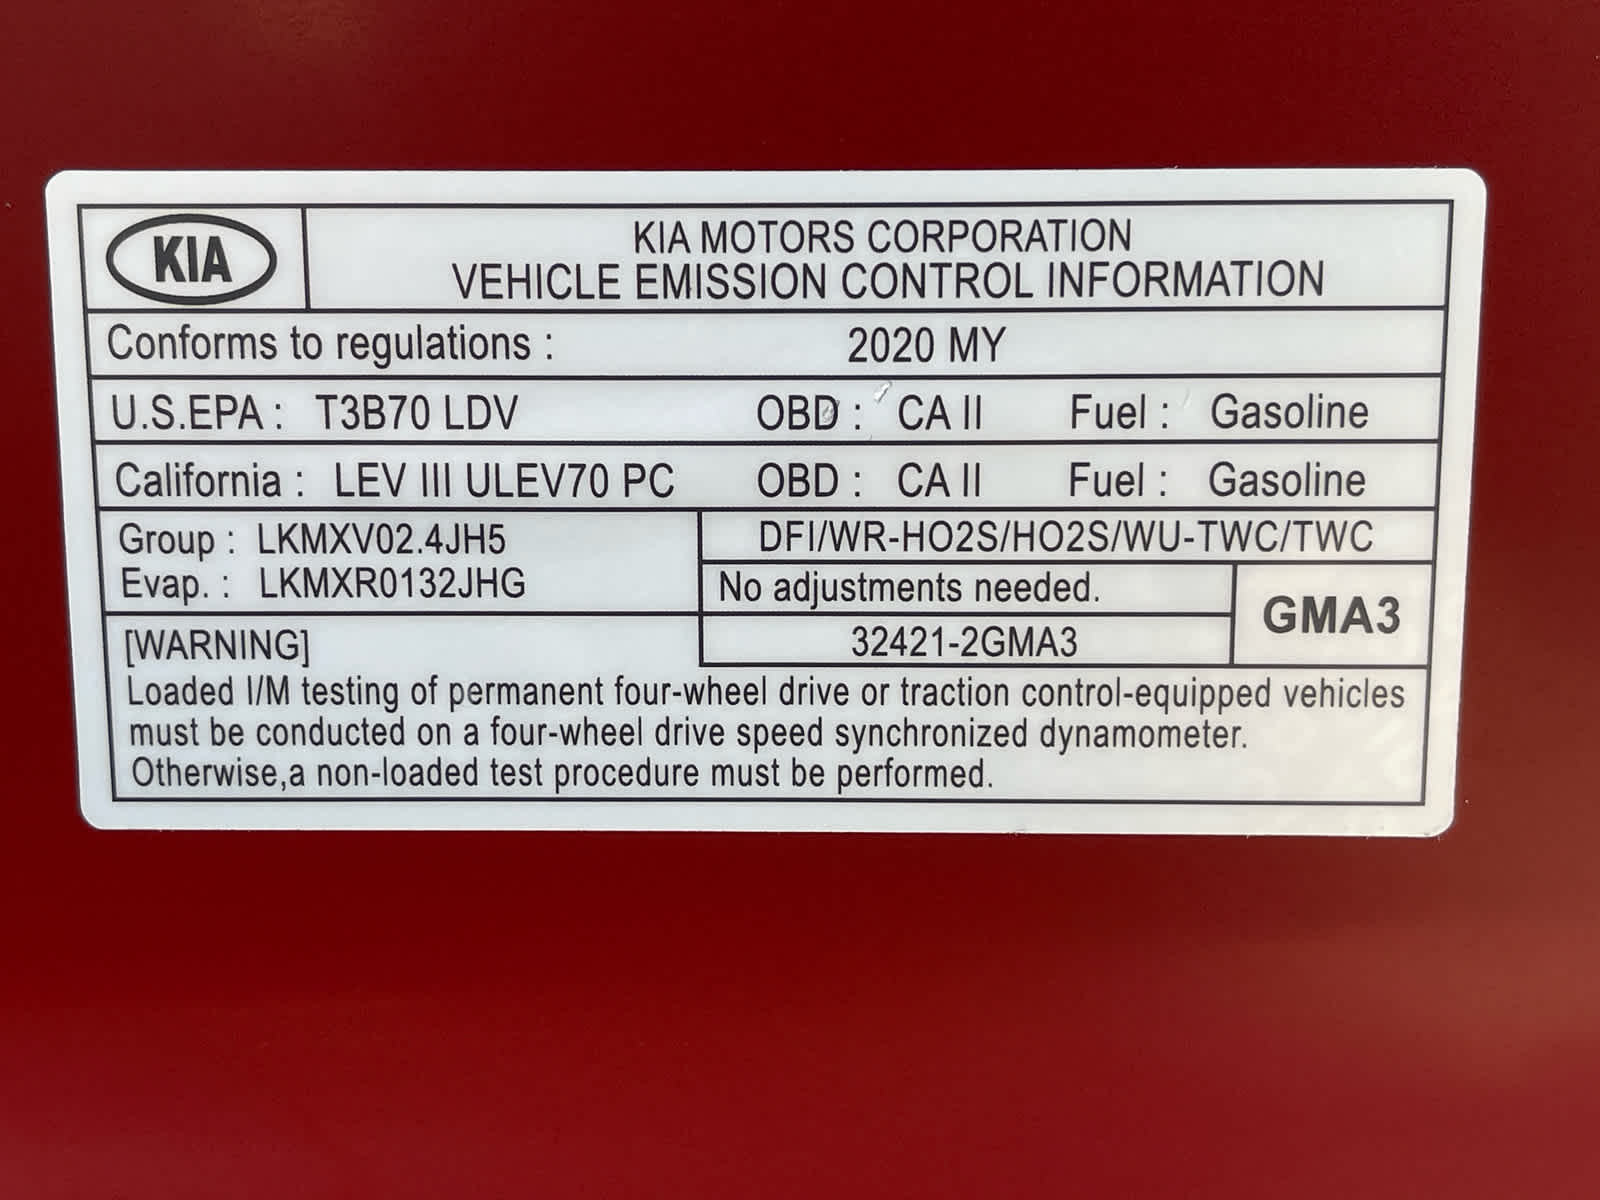 KIA
KIA MOTORS CORPORATION
VEHICLE EMISSION CONTROL INFORMATION
Conforms to regulations : 2020 MY
U.S.EPA : T3B70 LDV OBD : CA II Fuel : Gasoline
California : LEV III ULEV70 PC OBD : CA II Fuel : Gasoline
Group : LKMXV02.4JH5
Evap. : LKMXR0132JHG
DFI/WR-HO2S/HO2S/WU-TWC/TWC
No adjustments needed.
GMA3
32421-2GMA3
[WARNING]
Loaded I/M testing of permanent four-wheel drive or traction control-equipped vehicles
must be conducted on a four-wheel drive speed synchronized dynamometer.
Otherwise,a non-loaded test procedure must be performed.